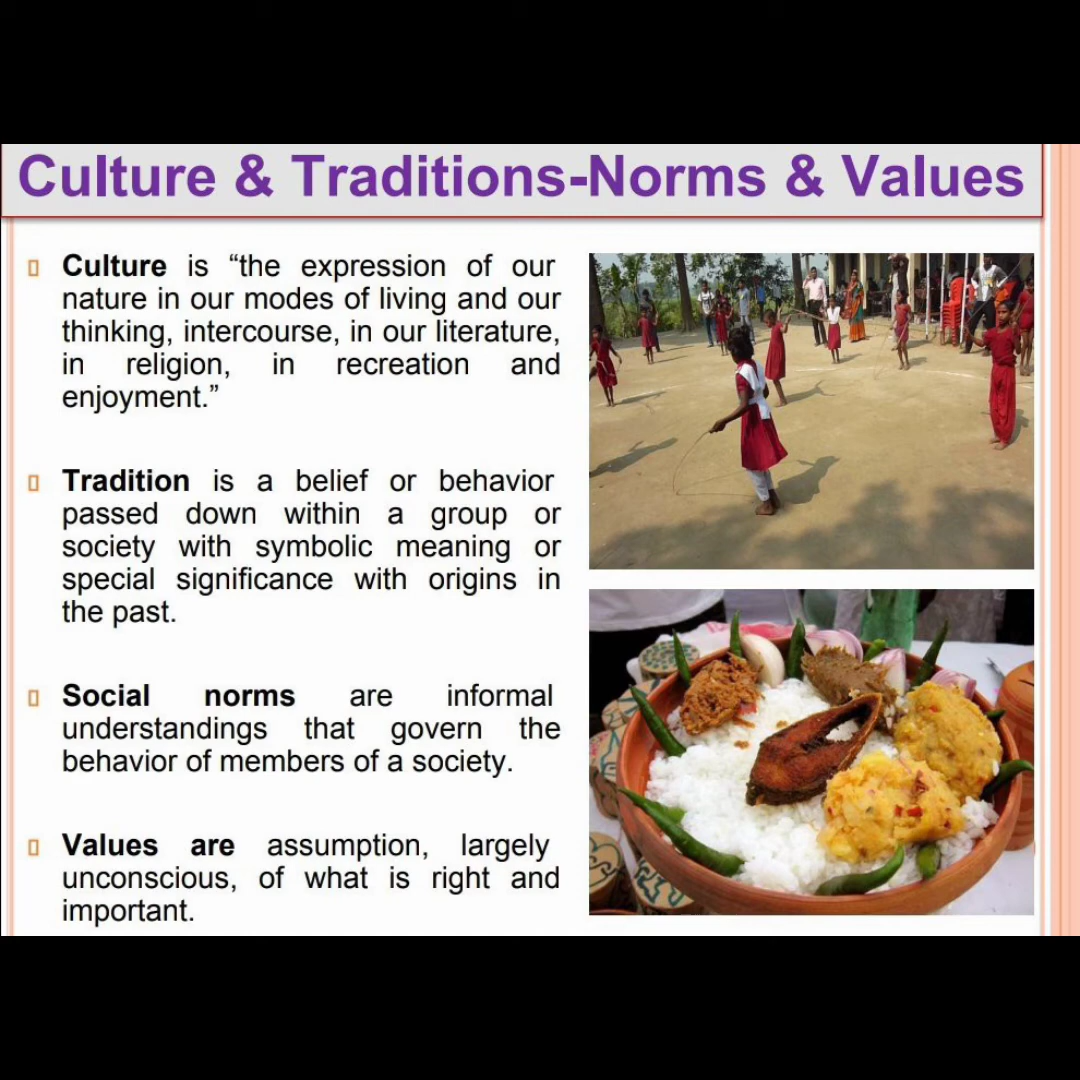 Culture & Traditions-Norms & Values
Culture is “the expression of our
nature in our modes of living and our
thinking, intercourse, in our literature,
in religion, in recreation and
enjoyment.”
Tradition is a belief or behavior
passed down within a group or
society with symbolic meaning or
special significance with origins in
the past.
Social norms are informal
understandings that govern the
behavior of members of a society.
Values are assumption, largely
unconscious, of what is right and
important.